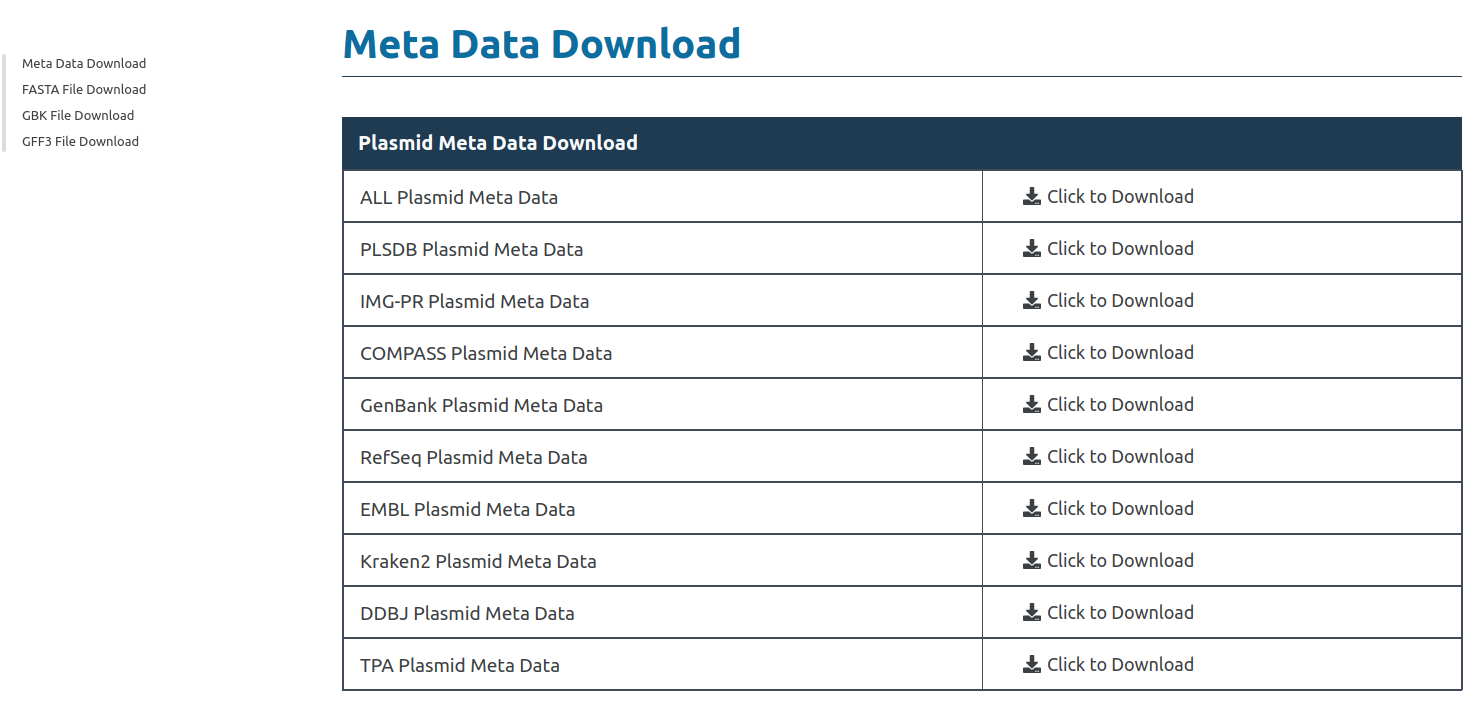 Meta Data Download
FASTA File Download
GBK File Download
GFF3 File Download
Meta Data Download
Plasmid Meta Data Download
ALL Plasmid Meta Data Click to Download
PLSDB Plasmid Meta Data Click to Download
IMG-PR Plasmid Meta Data Click to Download
COMPASS Plasmid Meta Data Click to Download
GenBank Plasmid Meta Data Click to Download
RefSeq Plasmid Meta Data Click to Download
EMBL Plasmid Meta Data Click to Download
Kraken2 Plasmid Meta Data Click to Download
DDBJ Plasmid Meta Data Click to Download
TPA Plasmid Meta Data Click to Download